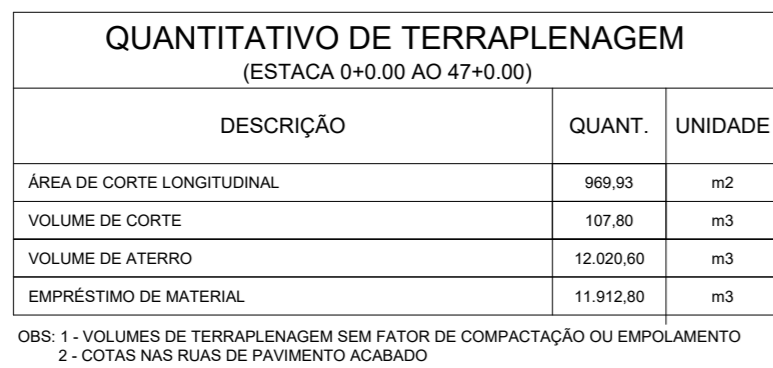 QUANTITATIVO DE TERRAPLENAGEM
(ESTACA 0+0.00 AO 47+0.00)
DESCRIÇÃO QUANT. UNIDADE
ÁREA DE CORTE LONGITUDINAL 969,93 m2
VOLUME DE CORTE 107,80 m3
VOLUME DE ATERRO 12.020,60 m3
EMPRÉSTIMO DE MATERIAL 11.912,80 m3
OBS: 1 - VOLUMES DE TERRAPLENAGEM SEM FATOR DE COMPACTAÇÃO OU EMPOLAMENTO
2 - COTAS NAS RUAS DE PAVIMENTO ACABADO